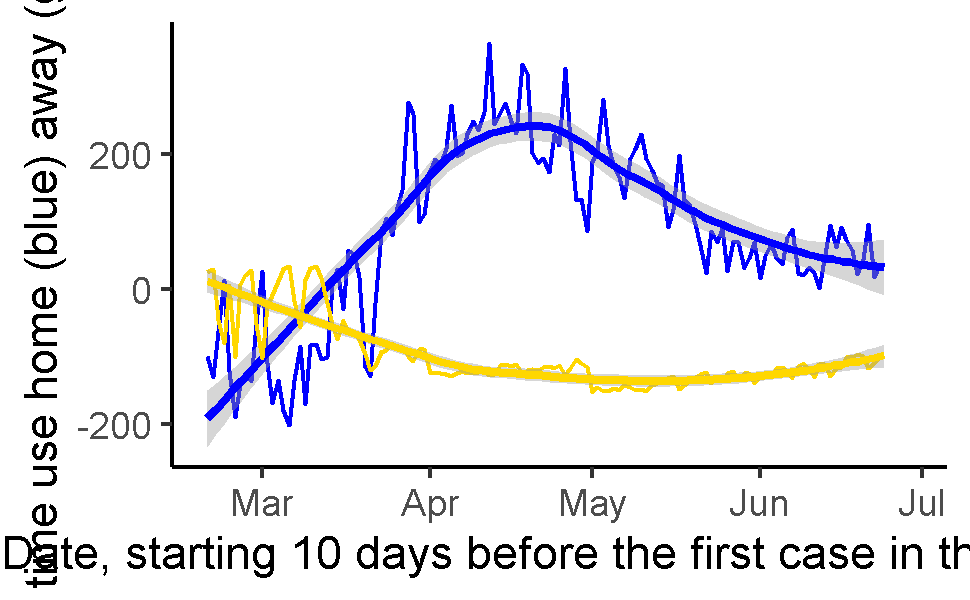 time use home (blue) away (
200
0
-200
Mar Apr May Jun Jul
Date, starting 10 days before the first case in th